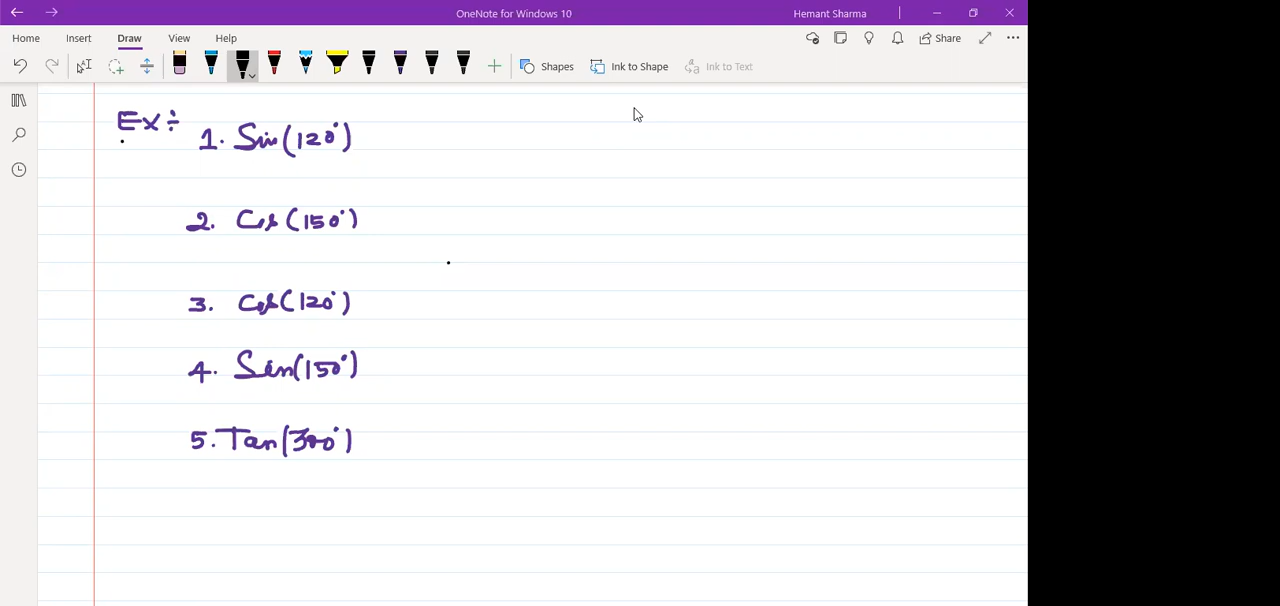 OneNote for Windows 10
Hemant Sharma
Home Insert Draw View Help
Share
Shapes Ink to Shape Ink to Text
Ex÷
1. Sin(120°)
2. Cos(150°)
3. Cos(120°)
4. Sin(150°)
5. Tan(300°)